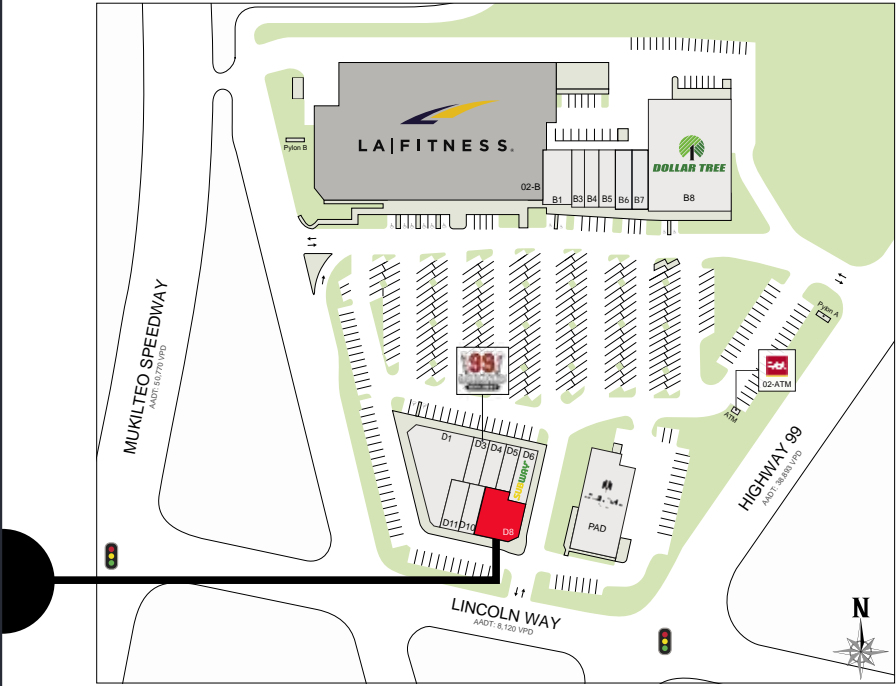 LA|FITNESS.
DOLLAR TREE
Pylon B
02-B
B1
B3
B4
B5
B6
B7
B8
MUKILTEO SPEEDWAY
AADT: 50,770 VPD
Pylon A
99
02-ATM
ATM
HIGHWAY 99
AADT: 38,893 VPD
D1
D3
D4
D5
D6
SUBWAY
D11
D10
D8
PAD
LINCOLN WAY
AADT: 8,120 VPD
N